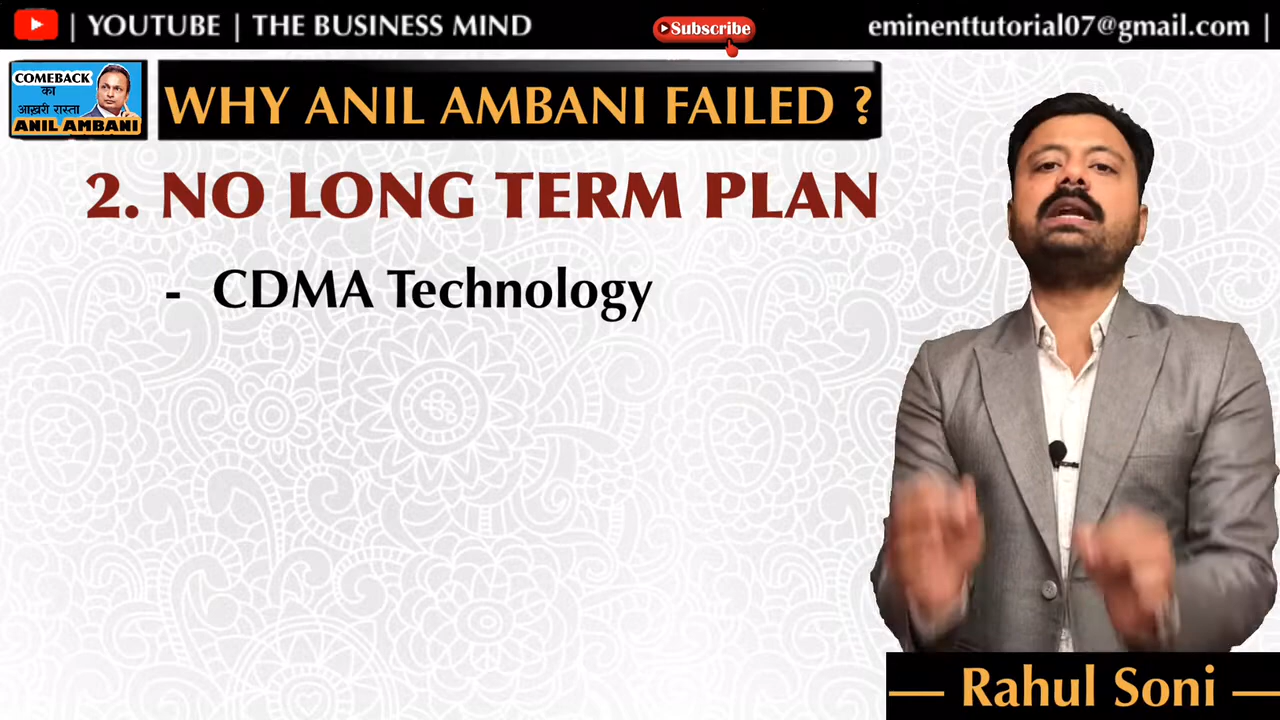 | YOUTUBE | THE BUSINESS MIND
Subscribe
eminenttutorial07@gmail.com |
COMEBACK
का
आख़री रास्ता
ANIL AMBANI
WHY ANIL AMBANI FAILED ?
2. NO LONG TERM PLAN
- CDMA Technology
— Rahul Soni —